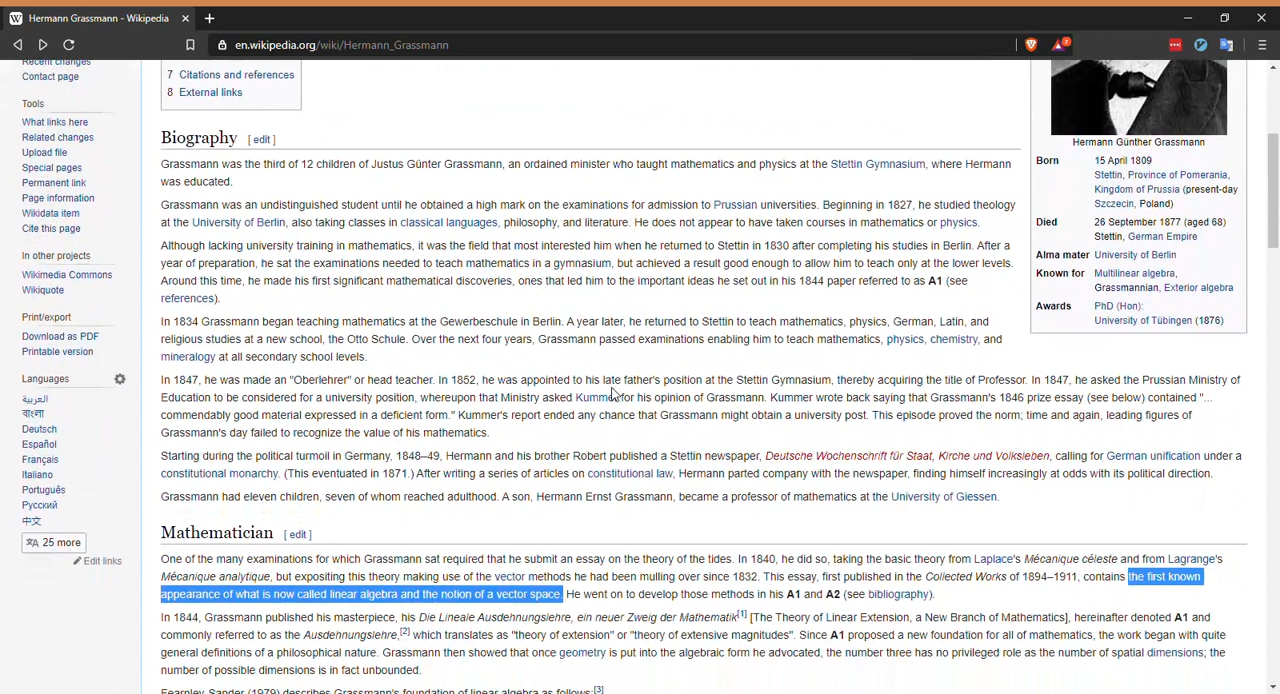 Hermann Grassmann - Wikipedia
en.wikipedia.org/wiki/Hermann_Grassmann
Recent changes
Contact page
Tools
What links here
Related changes
Upload file
Special pages
Permanent link
Page information
Wikidata item
Cite this page
In other projects
Wikimedia Commons
Wikiquote
Print/export
Download as PDF
Printable version
Languages
العربية
বাংলা
Deutsch
Español
Français
Italiano
Português
Русский
中文
25 more
Edit links
7 Citations and references
8 External links
Biography [ edit ]
Grassmann was the third of 12 children of Justus Günter Grassmann, an ordained minister who taught mathematics and physics at the Stettin Gymnasium, where Hermann
was educated.
Grassmann was an undistinguished student until he obtained a high mark on the examinations for admission to Prussian universities. Beginning in 1827, he studied theology
at the University of Berlin, also taking classes in classical languages, philosophy, and literature. He does not appear to have taken courses in mathematics or physics.
Although lacking university training in mathematics, it was the field that most interested him when he returned to Stettin in 1830 after completing his studies in Berlin. After a
year of preparation, he sat the examinations needed to teach mathematics in a gymnasium, but achieved a result good enough to allow him to teach only at the lower levels.
Around this time, he made his first significant mathematical discoveries, ones that led him to the important ideas he set out in his 1844 paper referred to as A1 (see
references).
In 1834 Grassmann began teaching mathematics at the Gewerbeschule in Berlin. A year later, he returned to Stettin to teach mathematics, physics, German, Latin, and
religious studies at a new school, the Otto Schule. Over the next four years, Grassmann passed examinations enabling him to teach mathematics, physics, chemistry, and
mineralogy at all secondary school levels.
In 1847, he was made an "Oberlehrer" or head teacher. In 1852, he was appointed to his late father's position at the Stettin Gymnasium, thereby acquiring the title of Professor. In 1847, he asked the Prussian Ministry of
Education to be considered for a university position, whereupon that Ministry asked Kummer for his opinion of Grassmann. Kummer wrote back saying that Grassmann's 1846 prize essay (see below) contained "...
commendably good material expressed in a deficient form." Kummer's report ended any chance that Grassmann might obtain a university post. This episode proved the norm; time and again, leading figures of
Grassmann's day failed to recognize the value of his mathematics.
Starting during the political turmoil in Germany, 1848–49, Hermann and his brother Robert published a Stettin newspaper, Deutsche Wochenschrift für Staat, Kirche und Volksleben, calling for German unification under a
constitutional monarchy. (This eventuated in 1871.) After writing a series of articles on constitutional law, Hermann parted company with the newspaper, finding himself increasingly at odds with its political direction.
Grassmann had eleven children, seven of whom reached adulthood. A son, Hermann Ernst Grassmann, became a professor of mathematics at the University of Giessen.
Mathematician [ edit ]
One of the many examinations for which Grassmann sat required that he submit an essay on the theory of the tides. In 1840, he did so, taking the basic theory from Laplace's Mécanique céleste and from Lagrange's
Mécanique analytique, but expositing this theory making use of the vector methods he had been mulling over since 1832. This essay, first published in the Collected Works of 1894–1911, contains the first known
appearance of what is now called linear algebra and the notion of a vector space. He went on to develop those methods in his A1 and A2 (see bibliography).
In 1844, Grassmann published his masterpiece, his Die Lineale Ausdehnungslehre, ein neuer Zweig der Mathematik[1] [The Theory of Linear Extension, a New Branch of Mathematics], hereinafter denoted A1 and
commonly referred to as the Ausdehnungslehre,[2] which translates as "theory of extension" or "theory of extensive magnitudes". Since A1 proposed a new foundation for all of mathematics, the work began with quite
general definitions of a philosophical nature. Grassmann then showed that once geometry is put into the algebraic form he advocated, the number three has no privileged role as the number of spatial dimensions; the
number of possible dimensions is in fact unbounded.
Fearnley-Sander (1979) describes Grassmann's foundation of linear algebra as follows:[3]
Hermann Günther Grassmann
Born 15 April 1809
Stettin, Province of Pomerania,
Kingdom of Prussia (present-day
Szczecin, Poland)
Died 26 September 1877 (aged 68)
Stettin, German Empire
Alma mater University of Berlin
Known for Multilinear algebra,
Grassmannian, Exterior algebra
Awards PhD (Hon):
University of Tübingen (1876)